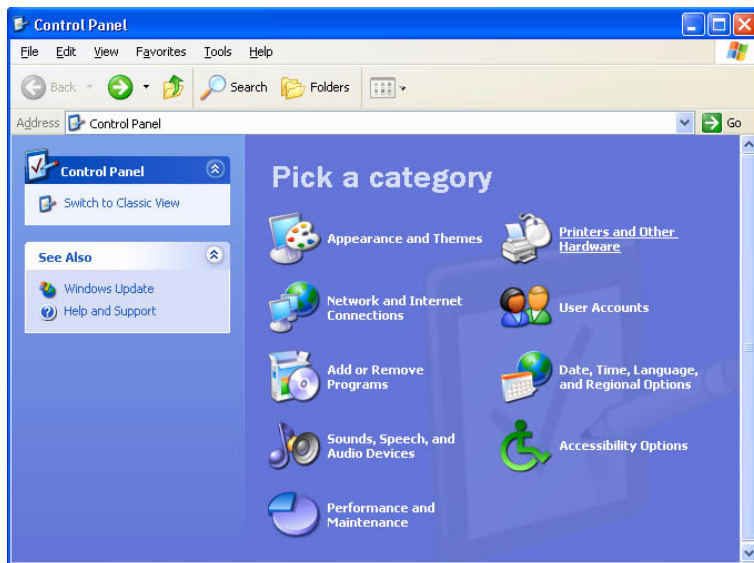 Control Panel
File Edit View Favorites Tools Help
Back Search Folders
Address Control Panel Go
Control Panel
Switch to Classic View
See Also
Windows Update
Help and Support
Pick a category
Appearance and Themes
Printers and Other
Hardware
Network and Internet
Connections
User Accounts
Add or Remove
Programs
Date, Time, Language,
and Regional Options
Sounds, Speech, and
Audio Devices
Accessibility Options
Performance and
Maintenance